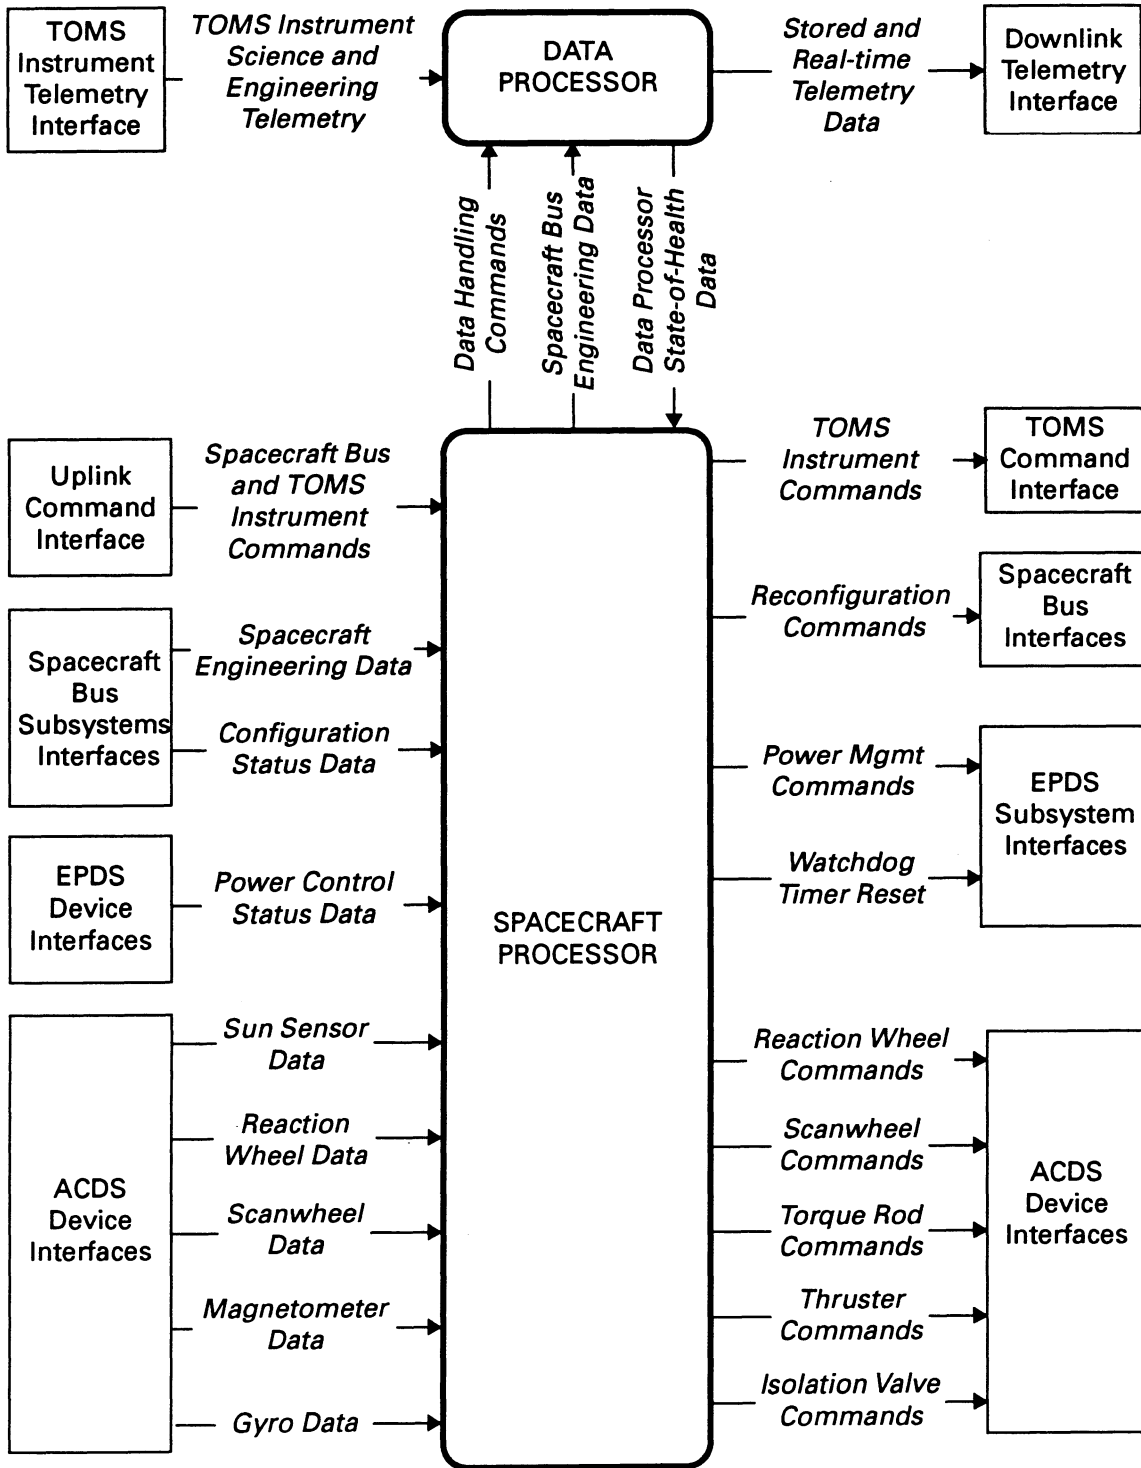 TOMS
Instrument
Telemetry
Interface
TOMS Instrument
Science and
Engineering
Telemetry
DATA
PROCESSOR
Stored and
Real-time
Telemetry
Data
Downlink
Telemetry
Interface
Data Handling
Commands
Spacecraft Bus
Engineering Data
Data Processor
State-of-Health
Data
Uplink
Command
Interface
Spacecraft Bus
and TOMS
Instrument
Commands
Spacecraft
Bus
Subsystems
Interfaces
Spacecraft
Engineering Data
Configuration
Status Data
EPDS
Device
Interfaces
Power Control
Status Data
ACDS
Device
Interfaces
Sun Sensor
Data
Reaction
Wheel Data
Scanwheel
Data
Magnetometer
Data
Gyro Data
SPACECRAFT
PROCESSOR
TOMS
Instrument
Commands
TOMS
Command
Interface
Reconfiguration
Commands
Spacecraft
Bus
Interfaces
Power Mgmt
Commands
Watchdog
Timer Reset
EPDS
Subsystem
Interfaces
Reaction Wheel
Commands
Scanwheel
Commands
Torque Rod
Commands
Thruster
Commands
Isolation Valve
Commands
ACDS
Device
Interfaces